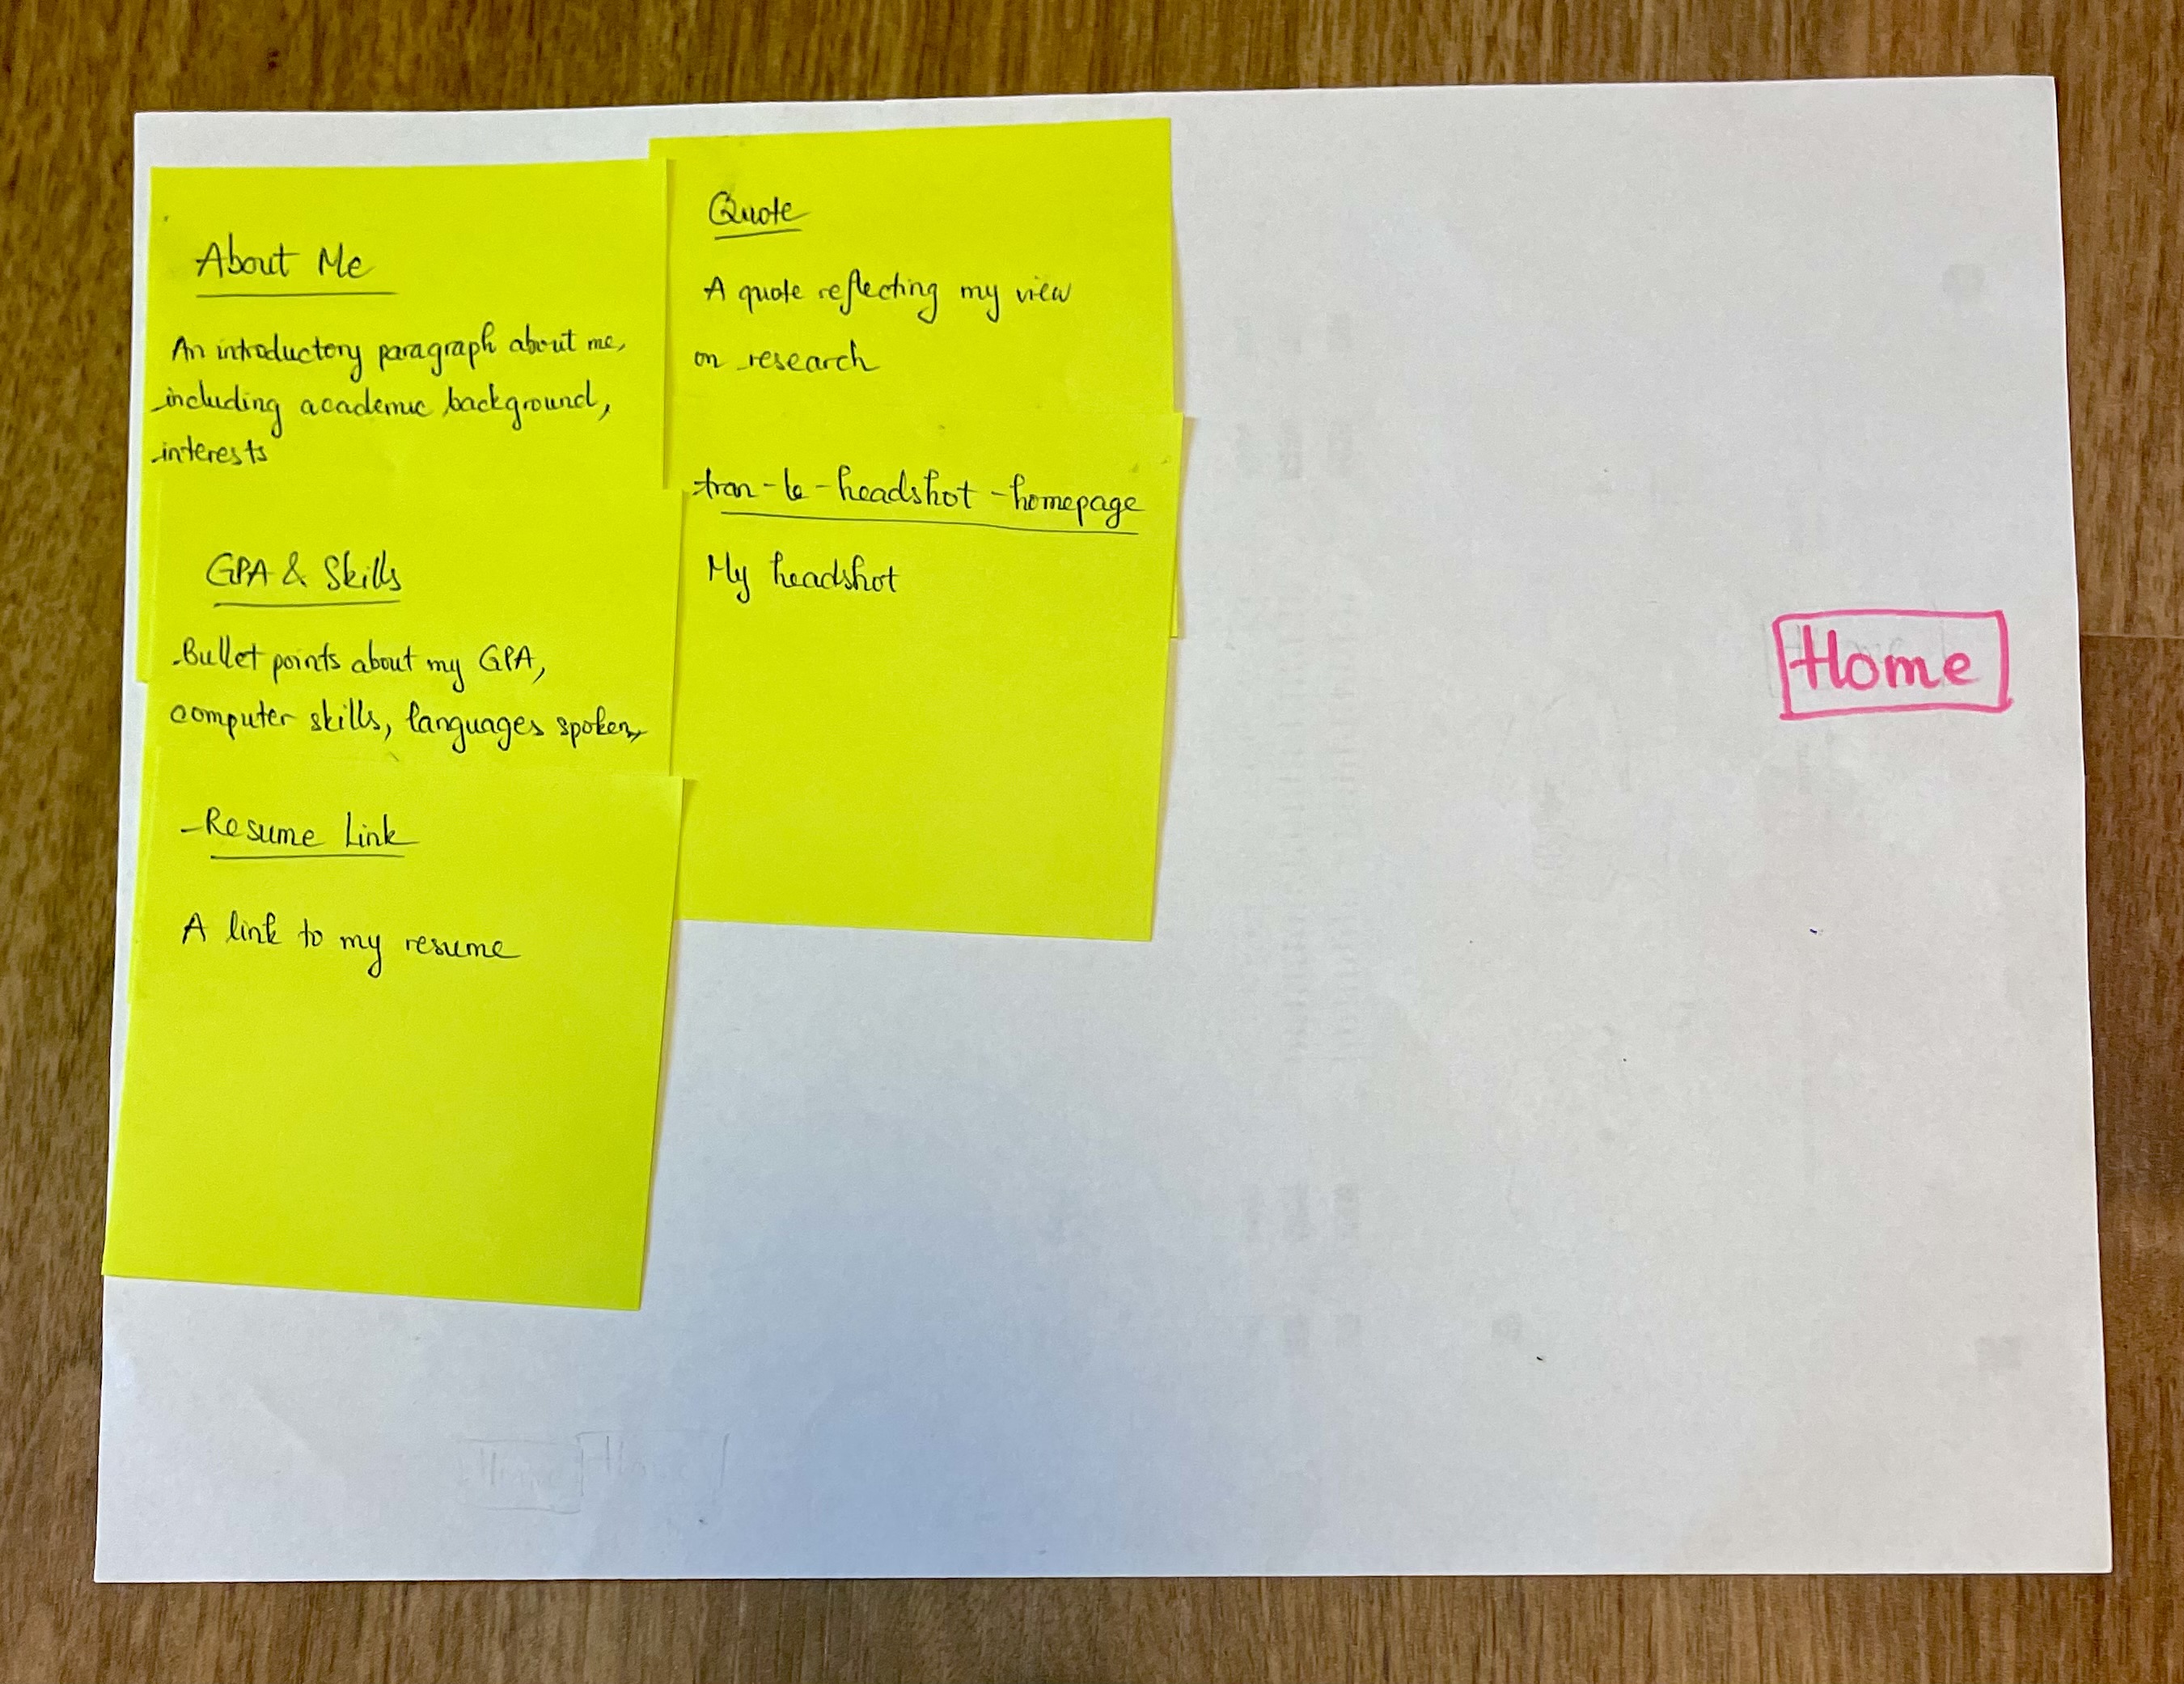 About Me
An introductory paragraph about me,
including academic background,
interests
GPA & Skills
Bullet points about my GPA,
computer skills, languages spoken,
Resume Link
A link to my resume
Quote
A quote reflecting my view
on research
tran-le-headshot-homepage
My headshot
Home